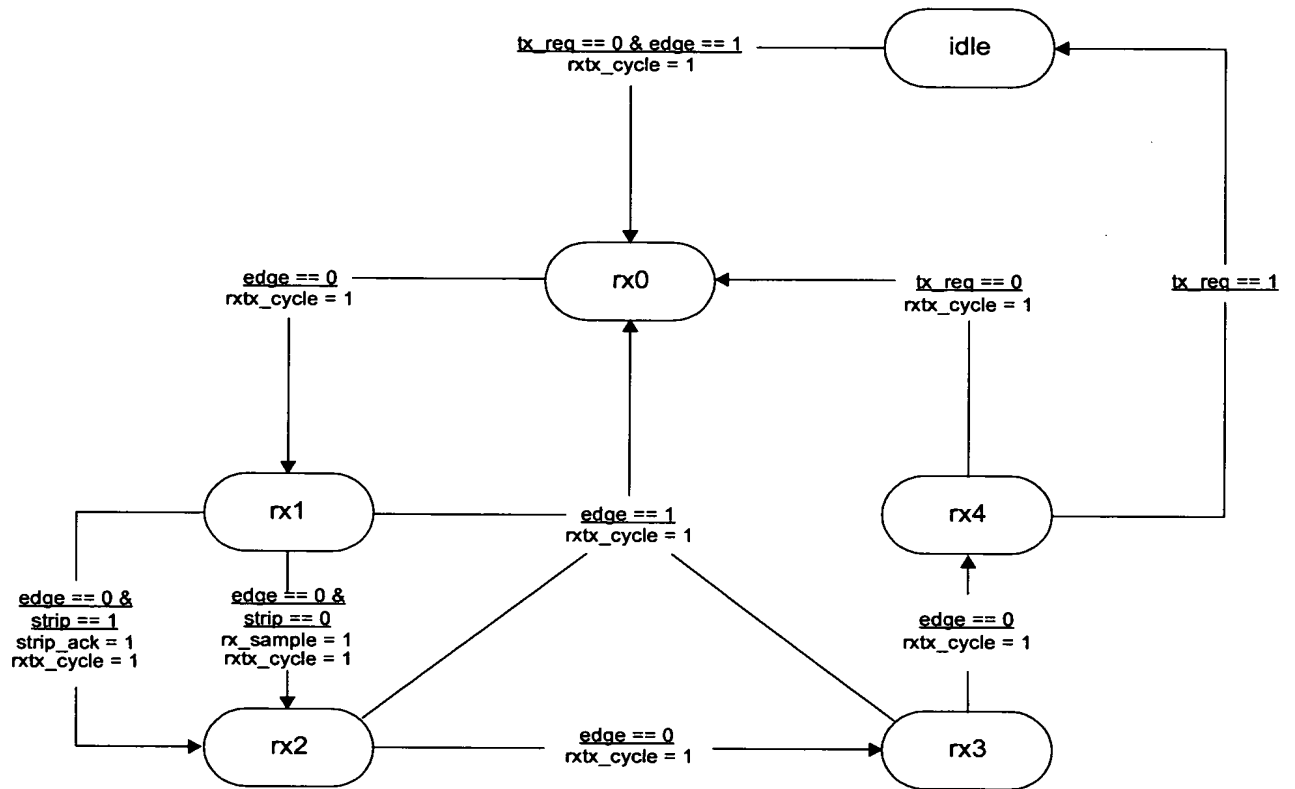 idle
tx_req == 0 & edge == 1
rxtx_cycle = 1
rx0
edge == 0
rxtx_cycle = 1
tx_req == 0
rxtx_cycle = 1
tx_req == 1
rx1
edge == 1
rxtx_cycle = 1
rx4
edge == 0 &
strip == 1
strip_ack = 1
rxtx_cycle = 1
edge == 0 &
strip == 0
rx_sample = 1
rxtx_cycle = 1
edge == 0
rxtx_cycle = 1
rx2
edge == 0
rxtx_cycle = 1
rx3